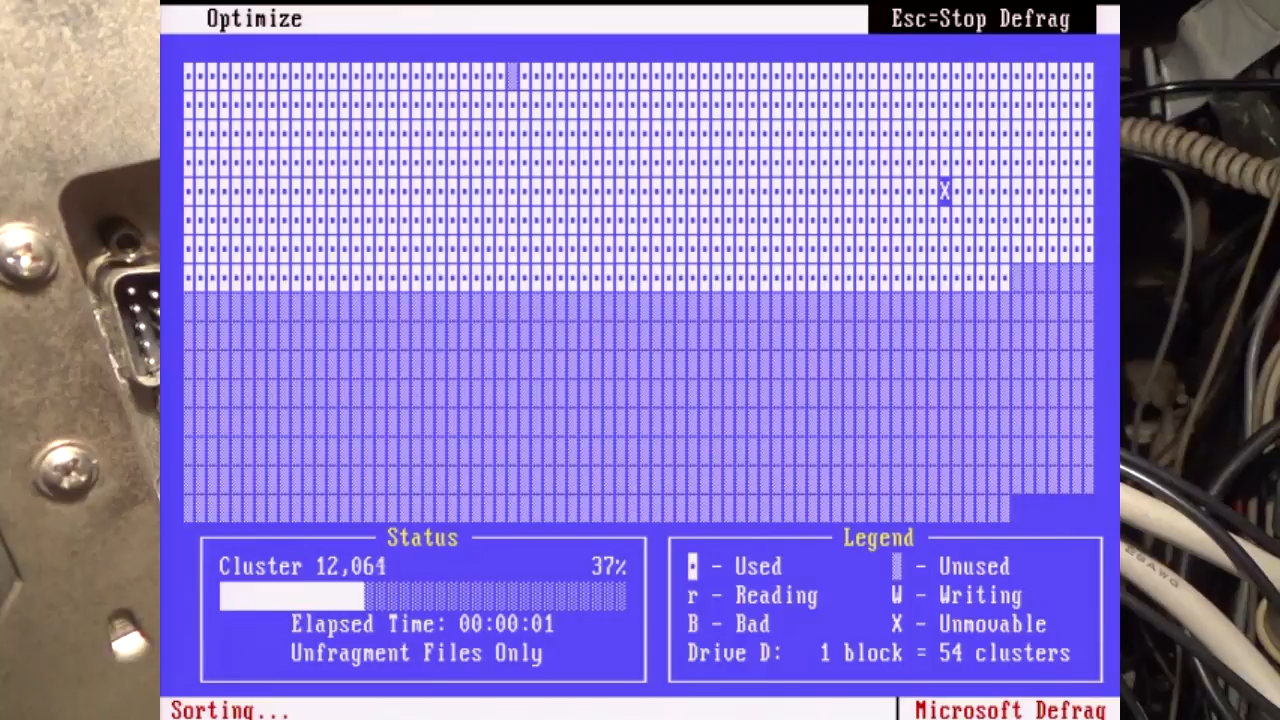 Optimize Esc=Stop Defrag
X
Status
Cluster 12,064 37%
Elapsed Time: 00:00:01
Unfragment Files Only
Legend
- Used - Unused
r - Reading W - Writing
B - Bad X - Unmovable
Drive D: 1 block = 54 clusters
Sorting... Microsoft Defrag